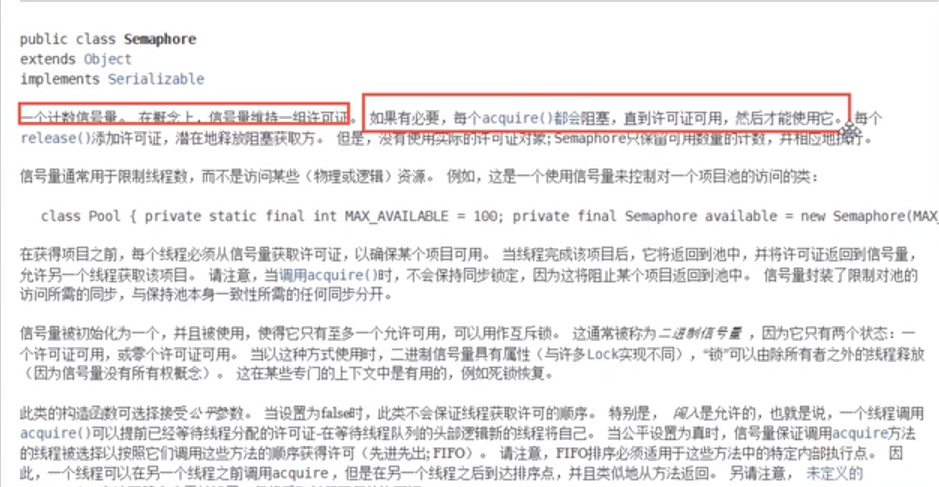 public class Semaphore
extends Object
implements Serializable
一个计数信号量。 在概念上，信号量维持一组许可证。 如果有必要，每个acquire()都会阻塞，直到许可证可用，然后才能使用它。 每个
release()添加许可证，潜在地释放阻塞获取方。 但是，没有使用实际的许可证对象; Semaphore只保留可用数量的计数，并相应地执行。
信号量通常用于限制线程数，而不是访问某些（物理或逻辑）资源。 例如，这是一个使用信号量来控制对一个项目池的访问的类：
class Pool { private static final int MAX_AVAILABLE = 100; private final Semaphore available = new Semaphore(MAX_
在获得项目之前，每个线程必须从信号量获取许可证，以确保某个项目可用。 当线程完成该项目后，它将返回到池中，并将许可证返回到信号量，
允许另一个线程获取该项目。 请注意，当调用acquire()时，不会保持同步锁定，因为这将阻止某个项目返回到池中。 信号量封装了限制对池的
访问所需的同步，与保持池本身一致性所需的任何同步分开。
信号量被初始化为一个，并且被使用，使得它只有至多一个允许可用，可以用作互斥锁。 这通常被称为二进制信号量 ，因为它只有两个状态：一
个许可证可用，或零个许可证可用。 当以这种方式使用时，二进制信号量具有属性（与许多Lock实现不同），“锁”可以由除所有者之外的线程释放
（因为信号量没有所有权概念）。 这在某些专门的上下文中是有用的，例如死锁恢复。
此类的构造函数可选择接受公平参数。 当设置为false时，此类不会保证线程获取许可的顺序。 特别是， 闯入是允许的，也就是说，一个线程调用
acquire()可以提前已经等待线程分配的许可证-在等待线程队列的头部逻辑新的线程将自己。 当公平设置为真时，信号量保证调用acquire方法
的线程被选择以按照它们调用这些方法的顺序获得许可（先进先出; FIFO）。 请注意，FIFO排序必须适用于这些方法中的特定内部执行点。 因
此，一个线程可以在另一个线程之前调用acquire ，但是在另一个线程之后到达排序点，并且类似地从方法返回。 另请注意， 未定义的